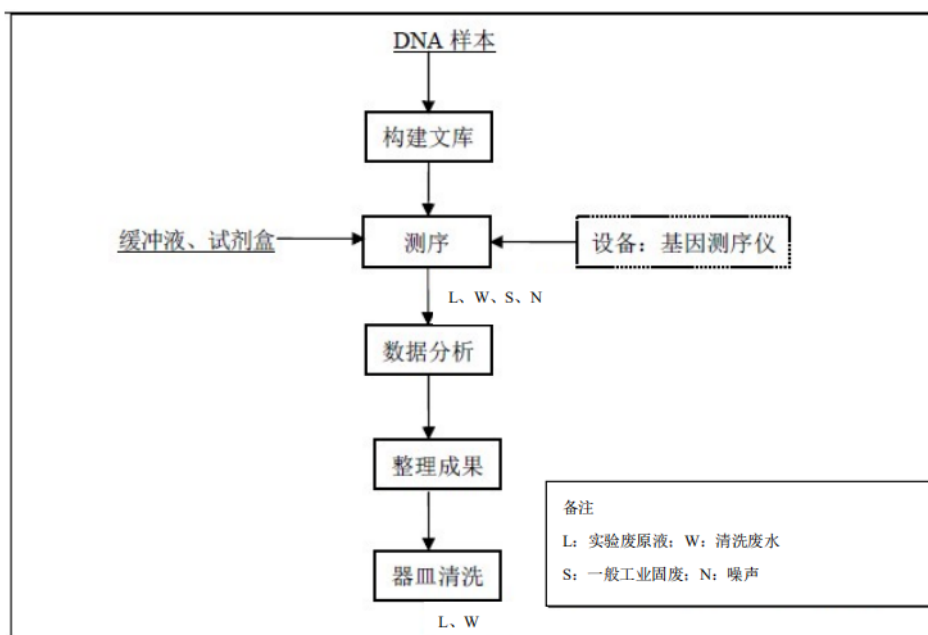 DNA 样本
构建文库
缓冲液、试剂盒
测序
设备：基因测序仪
L、W、S、N
数据分析
整理成果
器皿清洗
L、W
备注
L：实验废原液；W：清洗废水
S：一般工业固废；N：噪声